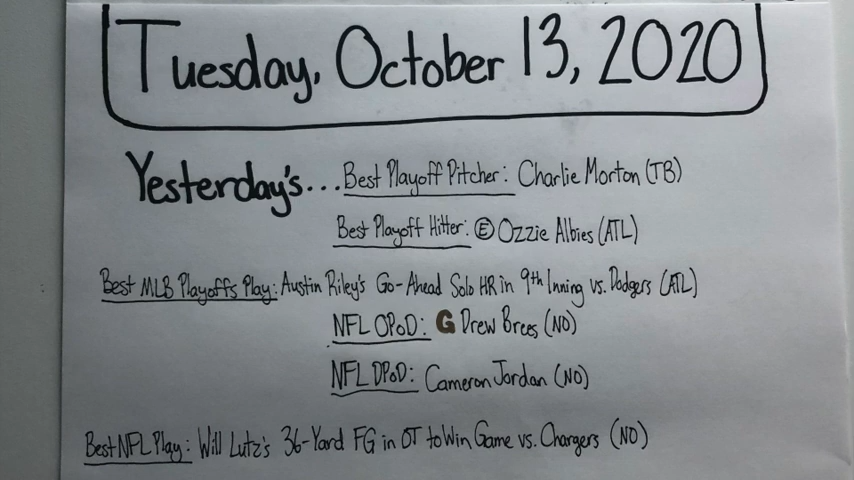 Tuesday, October 13, 2020
Yesterday's... Best Playoff Pitcher: Charlie Morton (TB)
Best Playoff Hitter: Ⓔ Ozzie Albies (ATL)
Best MLB Playoffs Play: Austin Riley's Go-Ahead Solo HR in 9th Inning vs. Dodgers (ATL)
NFL OPoD: G Drew Brees (NO)
NFL DPoD: Cameron Jordan (NO)
Best NFL Play: Will Lutz's 36-Yard FG in OT to Win Game vs. Chargers (NO)